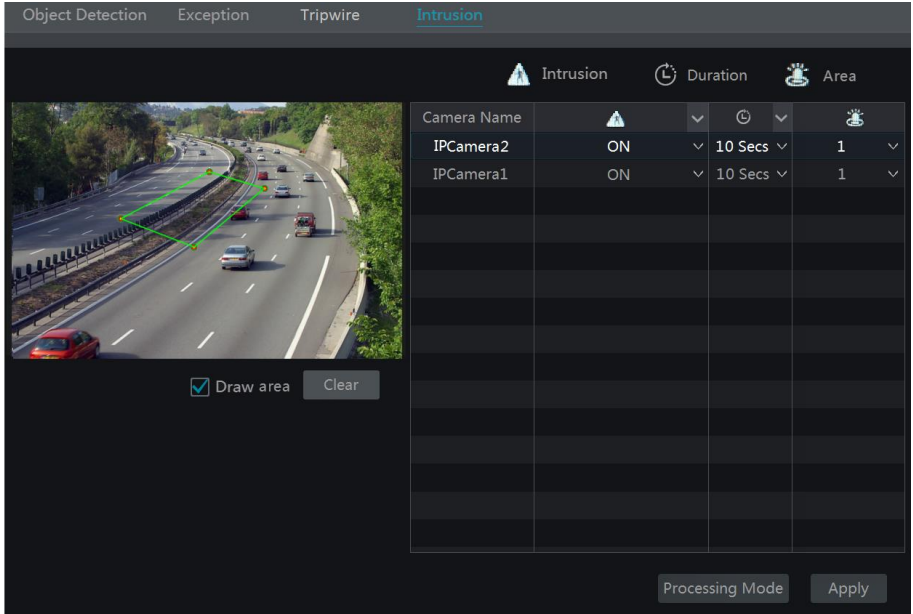 Object Detection Exception Tripwire Intrusion
Intrusion Duration Area
Camera Name
IPCamera2 ON 10 Secs 1
IPCamera1 ON 10 Secs 1
Draw area Clear
Processing Mode Apply